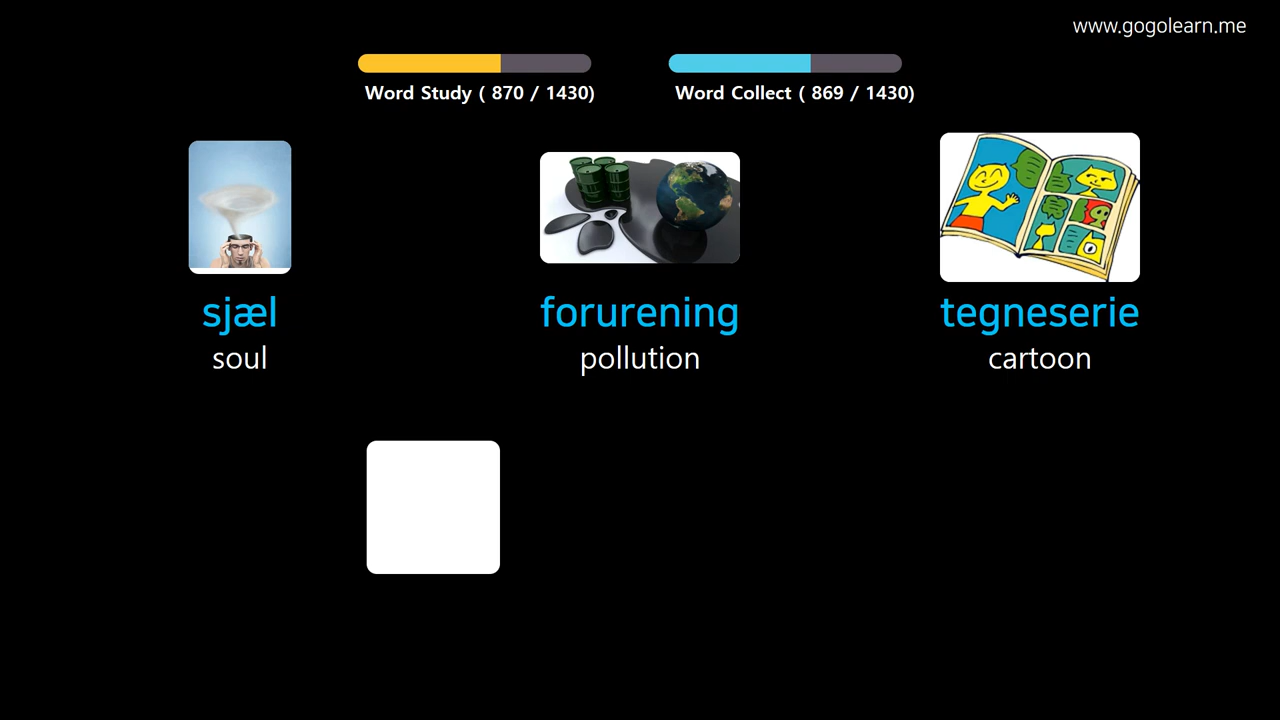 www.gogolearn.me
Word Study ( 870 / 1430)
Word Collect ( 869 / 1430)
sjæl
forurening
tegneserie
soul
pollution
cartoon